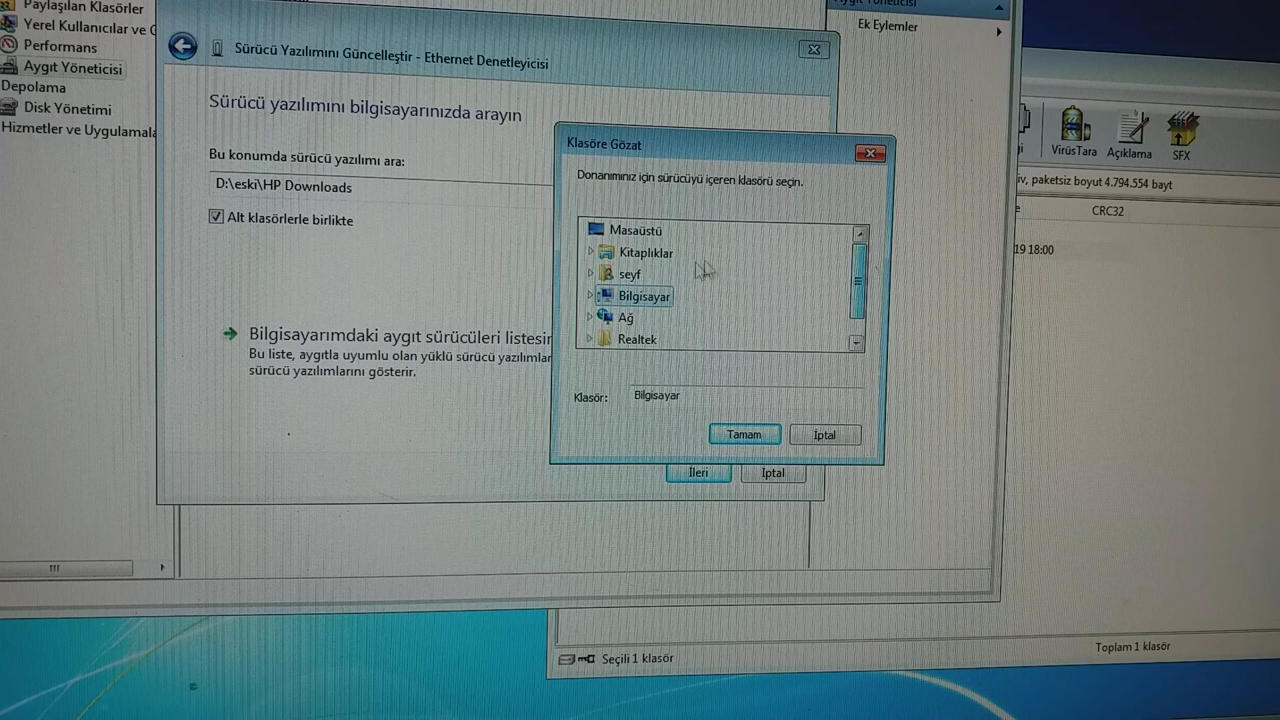 Paylaşılan Klasörler
Yerel Kullanıcılar ve G
Performans
Aygıt Yöneticisi
Depolama
Disk Yönetimi
Hizmetler ve Uygulamala
Sürücü Yazılımını Güncelleştir - Ethernet Denetleyicisi
Sürücü yazılımını bilgisayarınızda arayın
Bu konumda sürücü yazılımı ara:
D:\eski\HP Downloads
Alt klasörlerle birlikte
Bilgisayarımdaki aygıt sürücüleri listesin
Bu liste, aygıtla uyumlu olan yüklü sürücü yazılımlar
sürücü yazılımlarını gösterir.
İleri
İptal
Klasöre Gözat
Donanımınız için sürücüyü içeren klasörü seçin.
Masaüstü
Kitaplıklar
seyf
Bilgisayar
Ağ
Realtek
Klasör:
Bilgisayar
Tamam
İptal
Aygıt Yöneticisi
Ek Eylemler
VirüsTara
Açıklama
SFX
iv, paketsiz boyut 4.794.554 bayt
CRC32
19 18:00
Seçili 1 klasör
Toplam 1 klasör